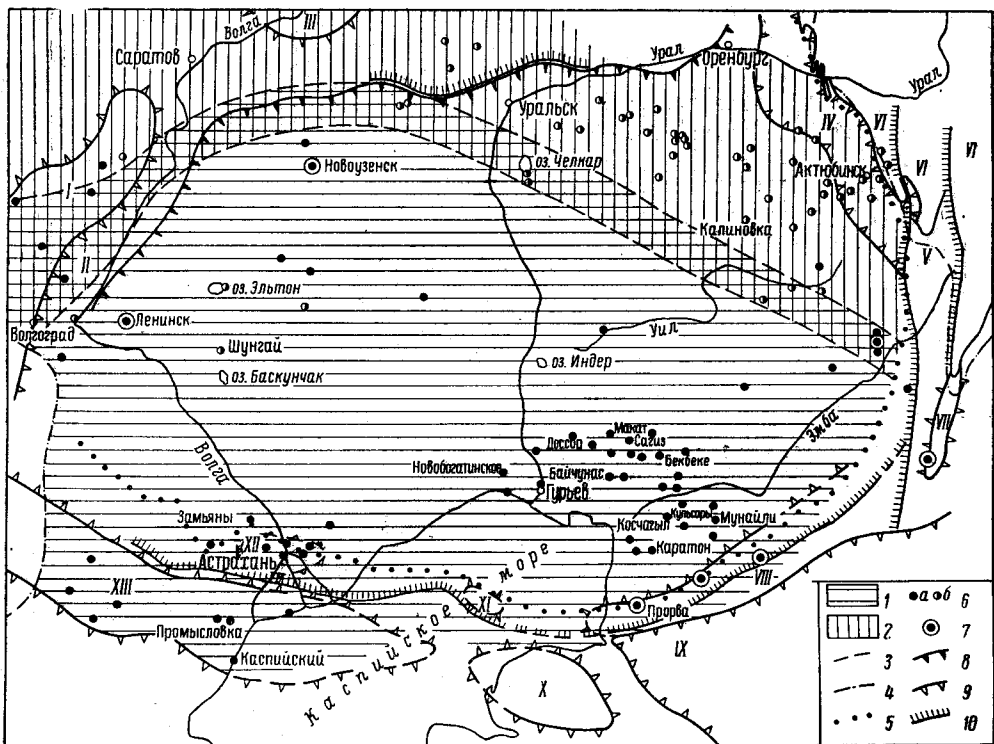 III
Волга
Саратов
Урал
Оренбург
Урал
Уральск
IV
VI
VI
VI
оз. Челкар
Новоузенск
Актюбинск
I
Калиновка
V
II
оз. Эльтон
Ленинск
Волгоград
Уил
Шунгай
оз. Индер
оз. Баскунчак
Эмба
VII
Макат
Доссор
Сагиз
Волга
Новобогатинское
Байчунас
Бекбеке
Гурьев
Замьяны
Косчагыл
Кульсары
Мунайли
XII
Астрахань
Каратон
VIII
XIII
XI
Прорва
Промысловка
IX
Каспийский
X
Каспийское море
1
2
3
4
5
а б 6
7
8
9
10